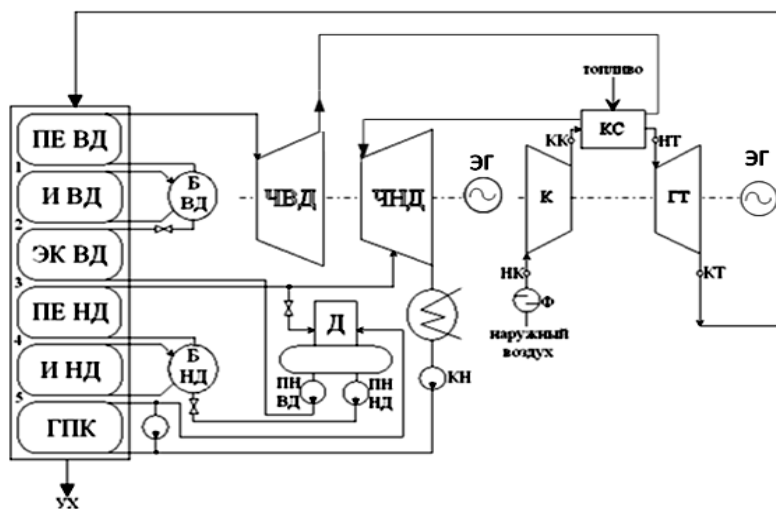 топливо
ПЕ ВД
1
И ВД
2
ЭК ВД
3
ПЕ НД
4
И НД
5
ГПК
УХ
Б
ВД
Б
НД
ЧВД
ЧНД
ЭГ
Д
ПН
ВД
ПН
НД
КН
КС
КК
НТ
К
ГТ
ЭГ
НК
КТ
Ф
наружный
воздух